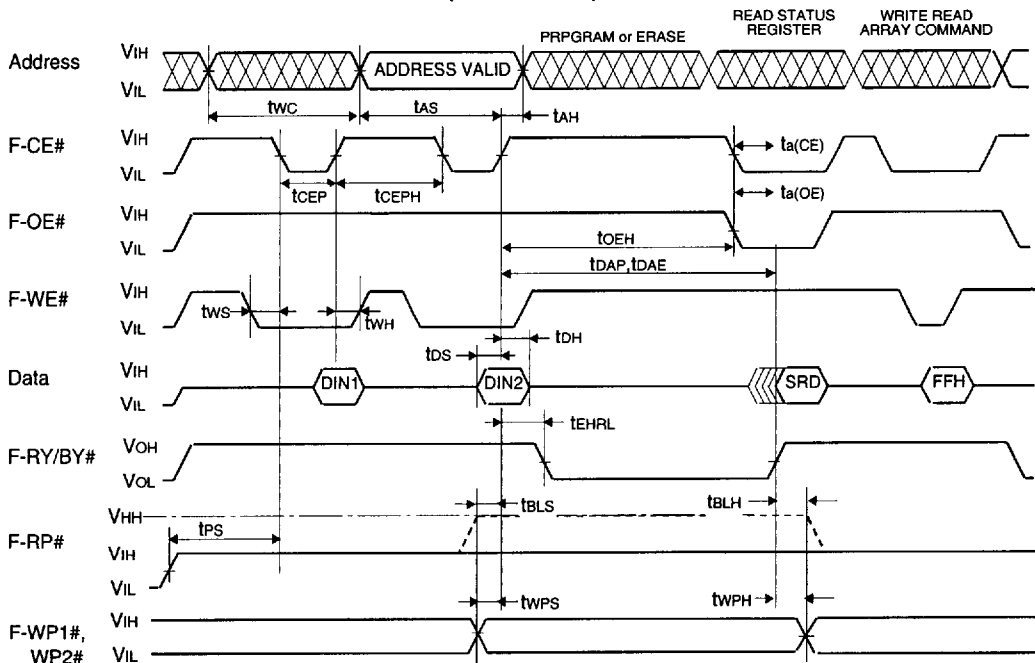 READ STATUS
REGISTER
WRITE READ
ARRAY COMMAND
PRPGRAM or ERASE
Address
VIH
VIL
ADDRESS VALID
tWC
tAS
tAH
F-CE#
VIH
VIL
tCEP
tCEPH
ta(CE)
F-OE#
VIH
VIL
ta(OE)
tOEH
tDAP,tDAE
F-WE#
VIH
VIL
tWS
tWH
tDS
tDH
Data
VIH
VIL
DIN1
DIN2
SRD
FFH
tEHRL
F-RY/BY#
VOH
VOL
tBLS
tBLH
F-RP#
VHH
VIH
VIL
tPS
tWPS
tWPH
F-WP1#,
WP2#
VIH
VIL